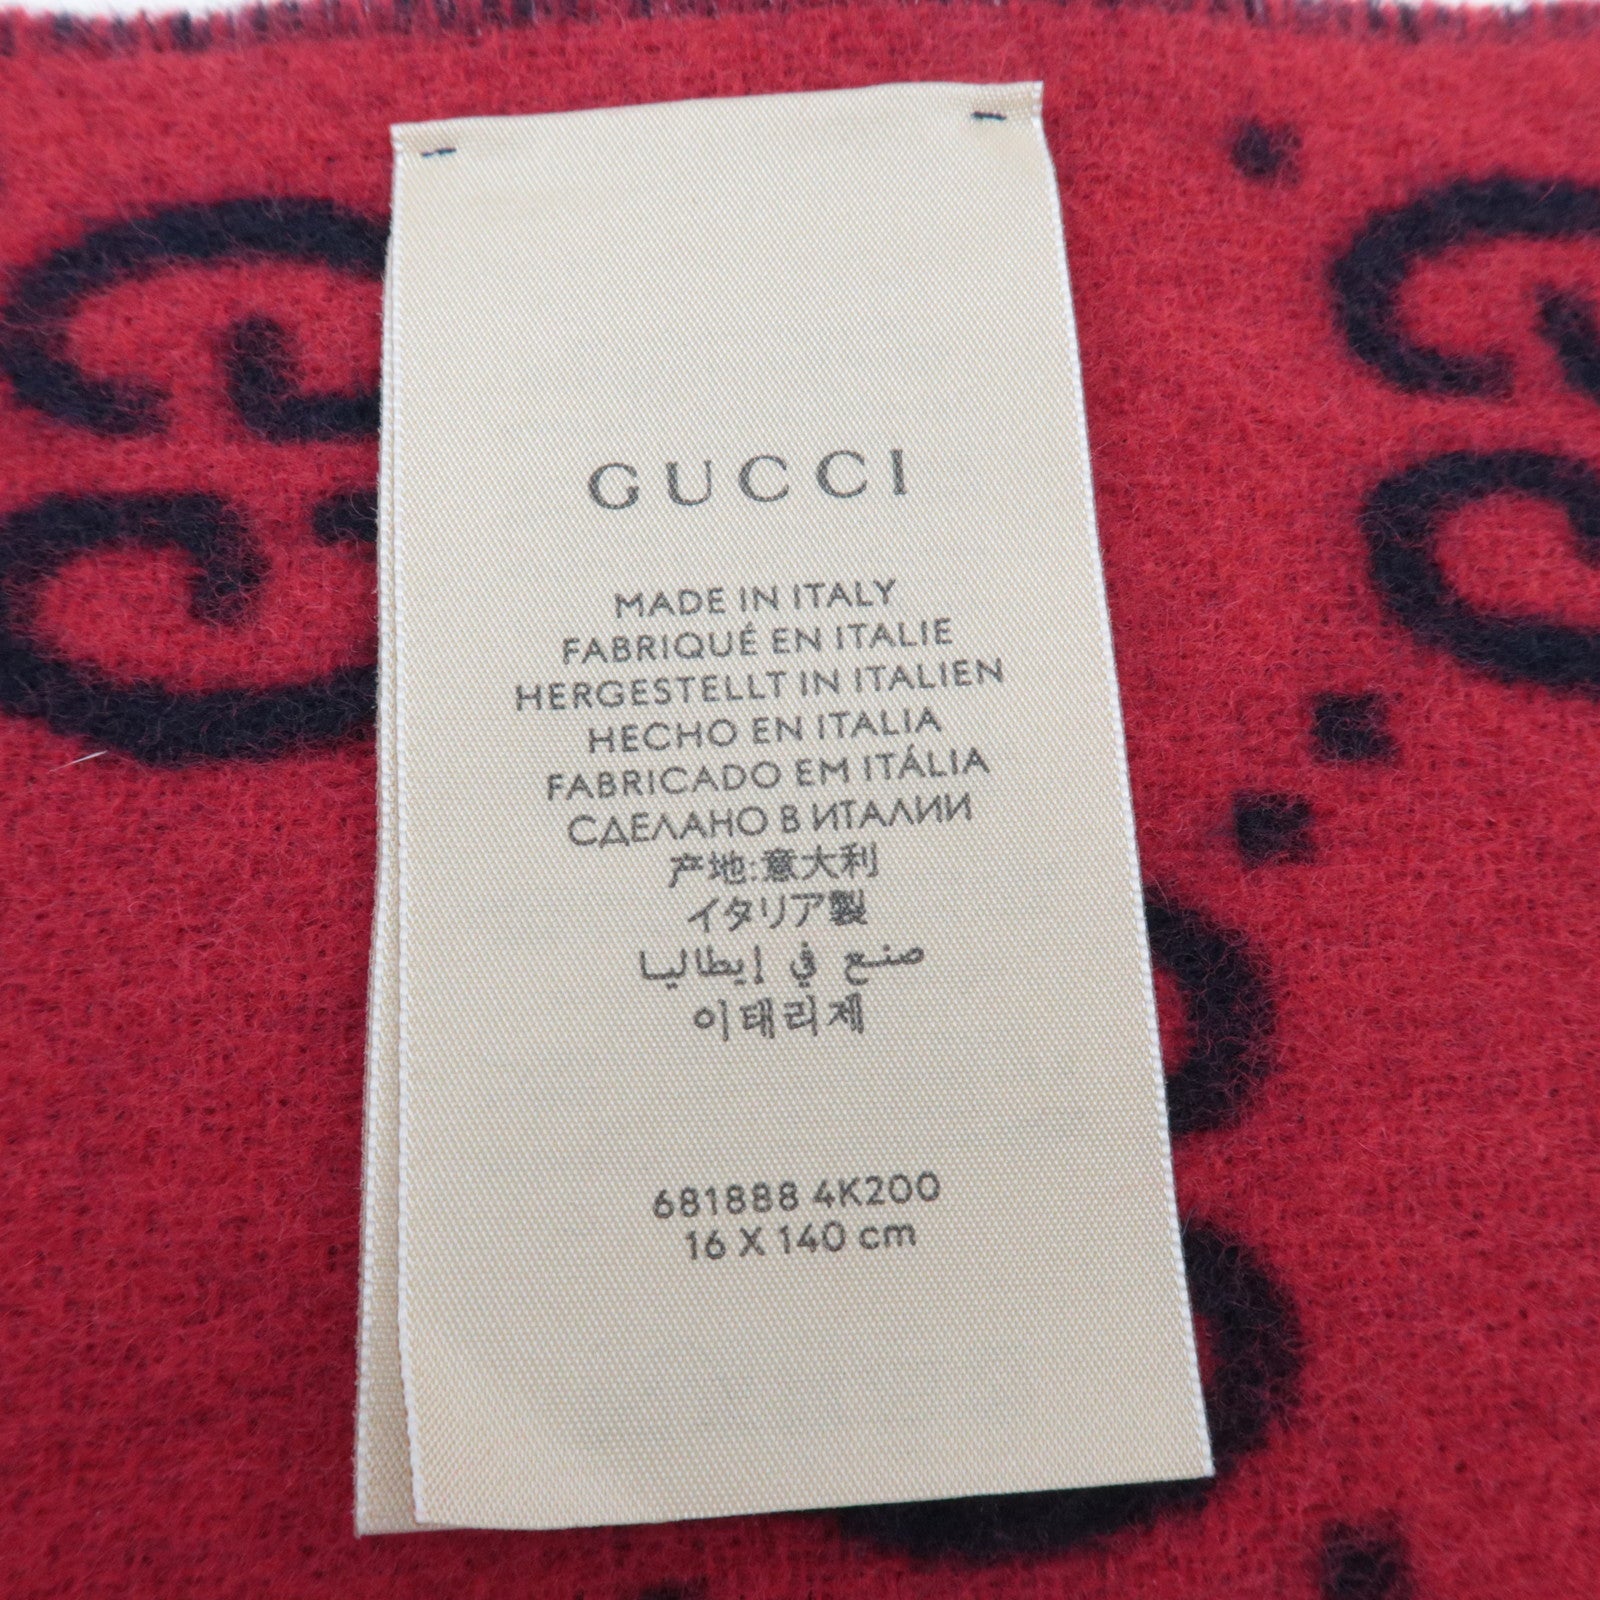 GUCCI
MADE IN ITALY
FABRIQUÉ EN ITALIE
HERGESTELLT IN ITALIEN
HECHO EN ITALIA
FABRICADO EM ITÁLIA
СДЕЛАНО В ИТАЛИИ
产地:意大利
イタリア製
صنع في إيطاليا
이태리제
681888 4K200
16 X 140 cm